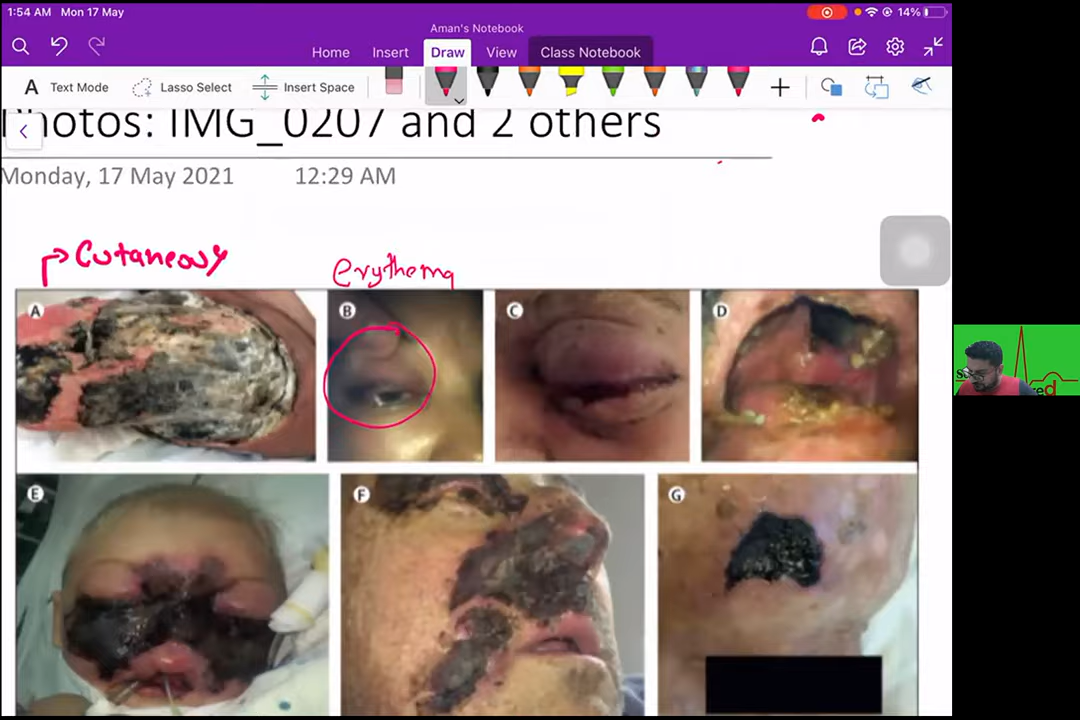 1:54 AM Mon 17 May
14%
Aman's Notebook
Home Insert Draw View Class Notebook
A Text Mode Lasso Select Insert Space
Photos: IMG_0207 and 2 others
Monday, 17 May 2021 12:29 AM
Cutaneous
erythema
A B C D
E F G